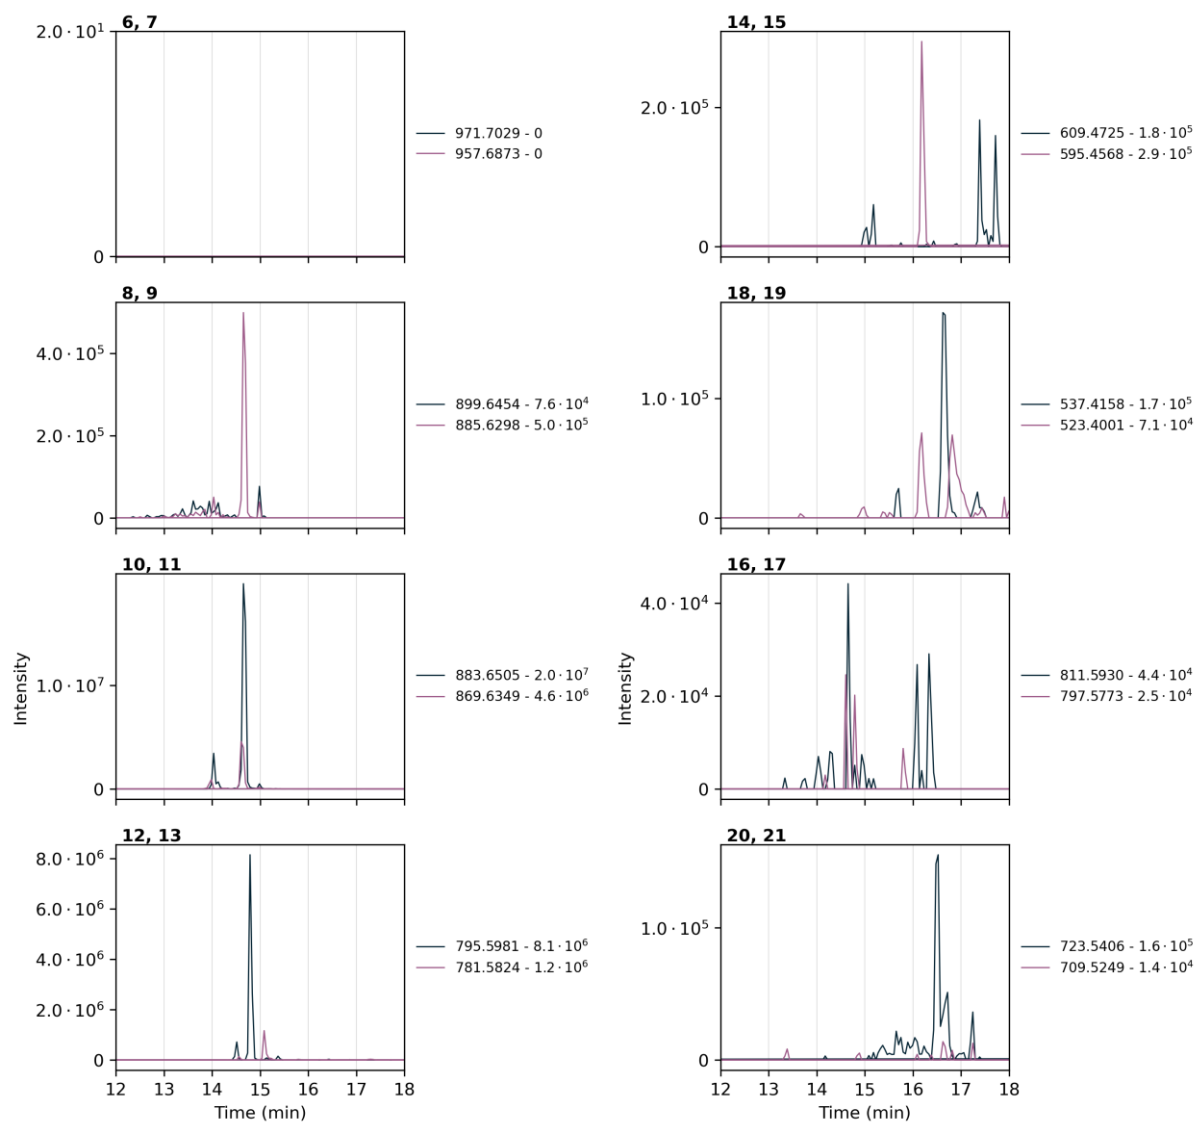 6, 7
2.0 · 10¹
0
971.7029 - 0
957.6873 - 0
8, 9
4.0 · 10⁵
2.0 · 10⁵
0
899.6454 - 7.6 · 10⁴
885.6298 - 5.0 · 10⁵
10, 11
1.0 · 10⁷
0
Intensity
883.6505 - 2.0 · 10⁷
869.6349 - 4.6 · 10⁶
12, 13
8.0 · 10⁶
6.0 · 10⁶
4.0 · 10⁶
2.0 · 10⁶
0
795.5981 - 8.1 · 10⁶
781.5824 - 1.2 · 10⁶
12 13 14 15 16 17 18
Time (min)
14, 15
2.0 · 10⁵
0
609.4725 - 1.8 · 10⁵
595.4568 - 2.9 · 10⁵
18, 19
1.0 · 10⁵
0
537.4158 - 1.7 · 10⁵
523.4001 - 7.1 · 10⁴
16, 17
4.0 · 10⁴
2.0 · 10⁴
0
Intensity
811.5930 - 4.4 · 10⁴
797.5773 - 2.5 · 10⁴
20, 21
1.0 · 10⁵
0
723.5406 - 1.6 · 10⁵
709.5249 - 1.4 · 10⁴
12 13 14 15 16 17 18
Time (min)